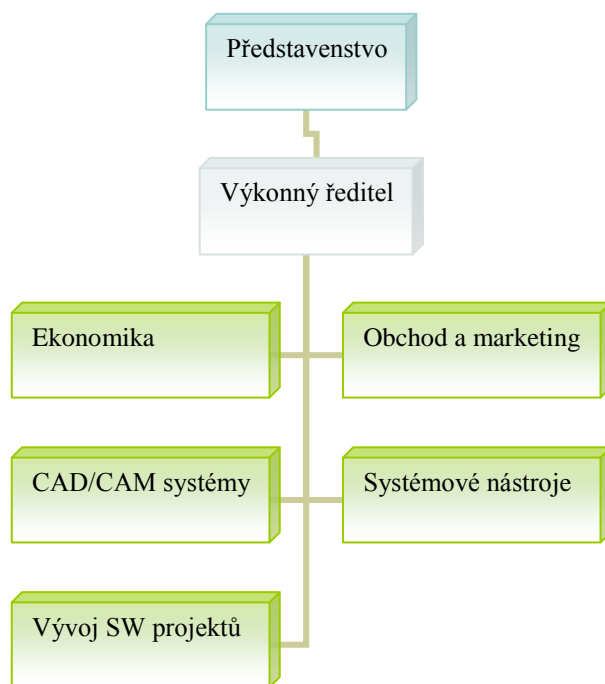 Představenstvo
Výkonný ředitel
Ekonomika
Obchod a marketing
CAD/CAM systémy
Systémové nástroje
Vývoj SW projektů